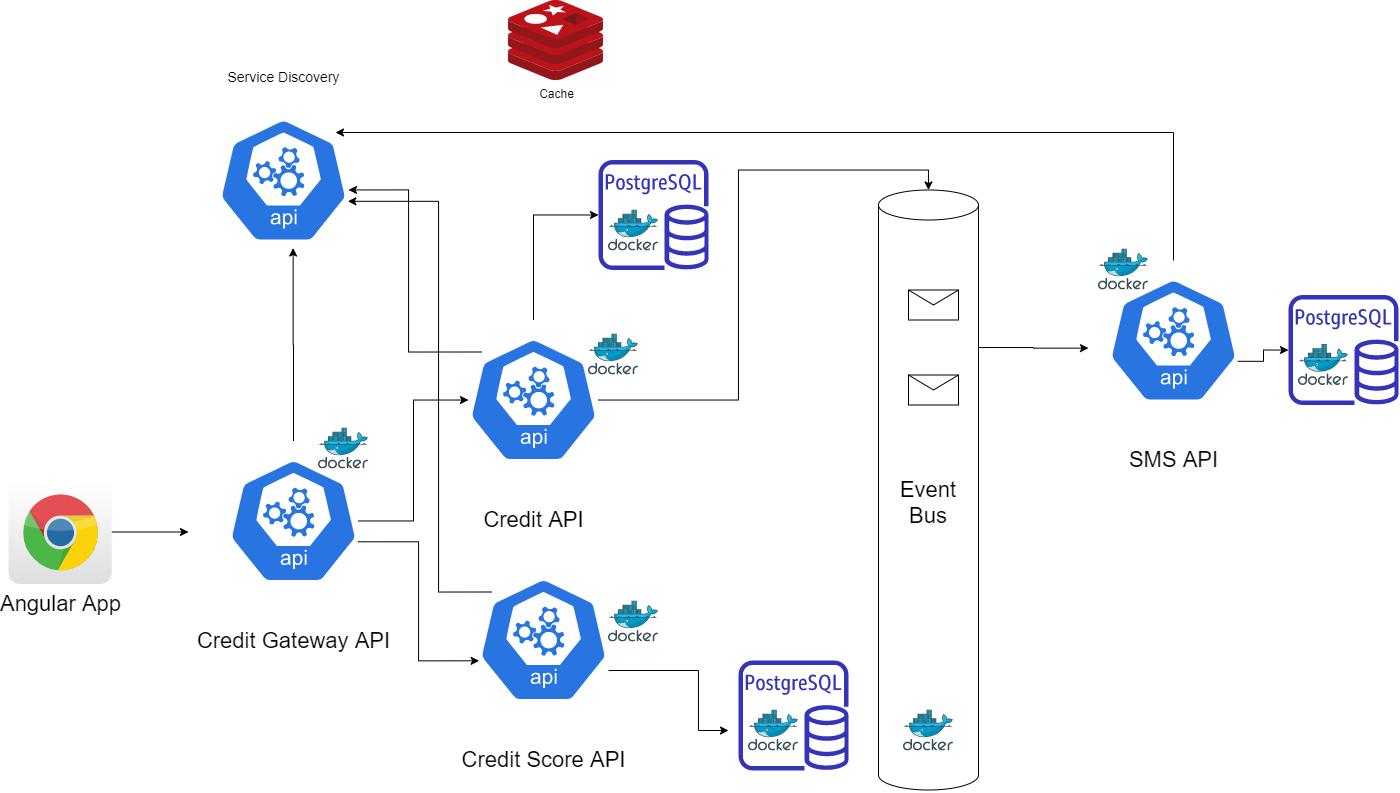 Cache
Service Discovery
api
PostgreSQL
docker
docker
api
docker
api
Credit API
Angular App
docker
api
Credit Gateway API
docker
api
Credit Score API
PostgreSQL
docker
Event
Bus
docker
docker
api
SMS API
PostgreSQL
docker